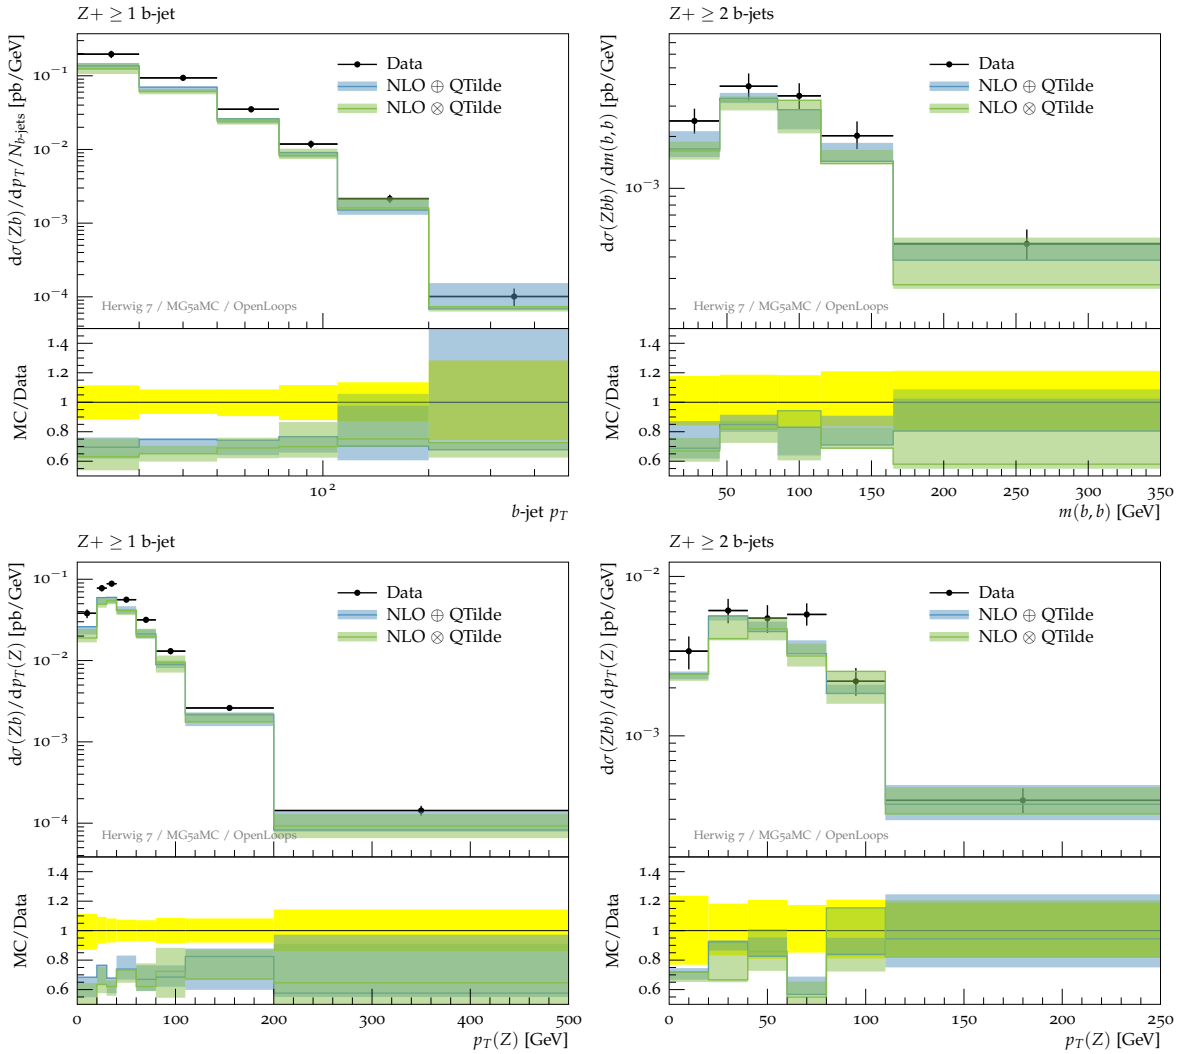 Z+ ≥ 1 b-jet
dσ(Zb)/dp_T/N_b-jets [pb/GeV]
10⁻¹
10⁻²
10⁻³
10⁻⁴
Data
NLO ⊕ QTilde
NLO ⊗ QTilde
Herwig 7 / MG5aMC / OpenLoops
MC/Data
1.4
1.2
1
0.8
0.6
10²
b-jet p_T
Z+ ≥ 2 b-jets
dσ(Zbb)/dm(b, b) [pb/GeV]
10⁻³
Data
NLO ⊕ QTilde
NLO ⊗ QTilde
Herwig 7 / MG5aMC / OpenLoops
MC/Data
1.4
1.2
1
0.8
0.6
50 100 150 200 250 300 350
m(b, b) [GeV]
Z+ ≥ 1 b-jet
dσ(Zb)/dp_T(Z) [pb/GeV]
10⁻¹
10⁻²
10⁻³
10⁻⁴
Data
NLO ⊕ QTilde
NLO ⊗ QTilde
Herwig 7 / MG5aMC / OpenLoops
MC/Data
1.4
1.2
1
0.8
0.6
0 100 200 300 400 500
p_T(Z) [GeV]
Z+ ≥ 2 b-jets
dσ(Zbb)/dp_T(Z) [pb/GeV]
10⁻²
10⁻³
Data
NLO ⊕ QTilde
NLO ⊗ QTilde
Herwig 7 / MG5aMC / OpenLoops
MC/Data
1.4
1.2
1
0.8
0.6
0 50 100 150 200 250
p_T(Z) [GeV]